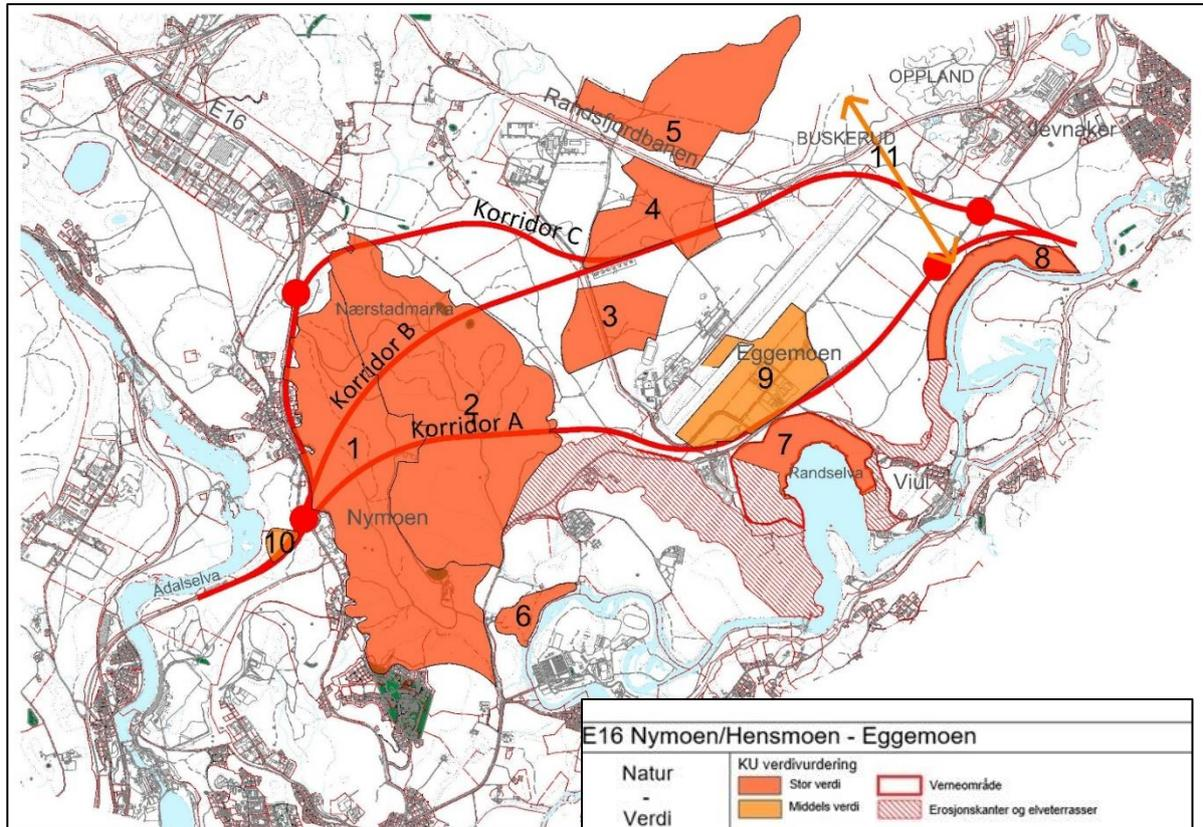 OPPLAND
E16
Randsfjordbanen
5
BUSKERUD
Jevnaker
11
4
Korridor C
8
Nærstadmarka
3
Korridor B
Eggemoen
9
2
Korridor A
1
7
Randselva
Viul
Nymoen
10
Ådalselva
6
E16 Nymoen/Hensmoen - Eggemoen
Natur
-
Verdi
KU verdivurdering
Stor verdi
Middels verdi
Verneområde
Erosjonskanter og elveterrasser